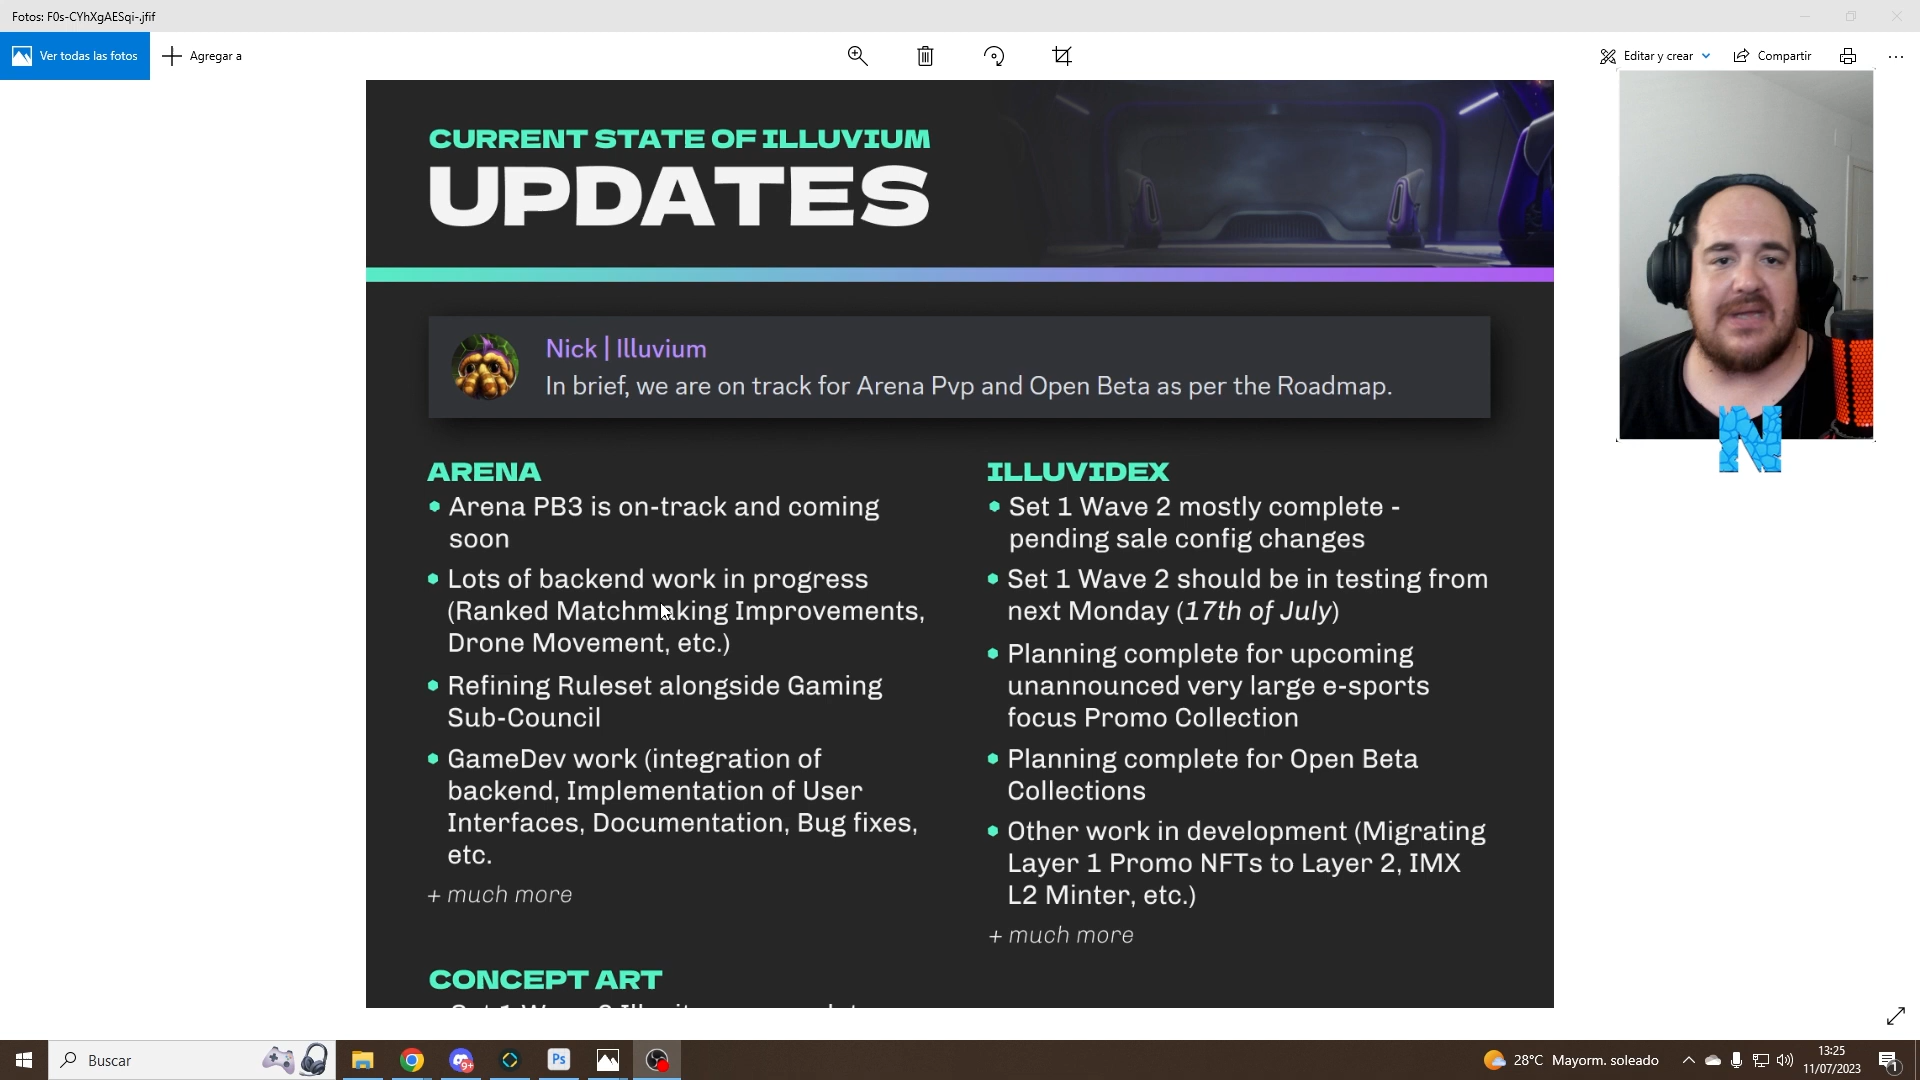 Fotos: F0s-CYhXgAESqi-.jfif
Ver todas las fotos
Agregar a
Editar y crear
Compartir
CURRENT STATE OF ILLUVIUM
UPDATES
Nick | Illuvium
In brief, we are on track for Arena Pvp and Open Beta as per the Roadmap.
ARENA
Arena PB3 is on-track and coming
soon
Lots of backend work in progress
(Ranked Matchmaking Improvements,
Drone Movement, etc.)
Refining Ruleset alongside Gaming
Sub-Council
GameDev work (integration of
backend, Implementation of User
Interfaces, Documentation, Bug fixes,
etc.
+ much more
CONCEPT ART
ILLUVIDEX
Set 1 Wave 2 mostly complete -
pending sale config changes
Set 1 Wave 2 should be in testing from
next Monday (17th of July)
Planning complete for upcoming
unannounced very large e-sports
focus Promo Collection
Planning complete for Open Beta
Collections
Other work in development (Migrating
Layer 1 Promo NFTs to Layer 2, IMX
L2 Minter, etc.)
+ much more
N
Buscar
9+
Ps
28°C Mayorm. soleado
13:25
11/07/2023
1